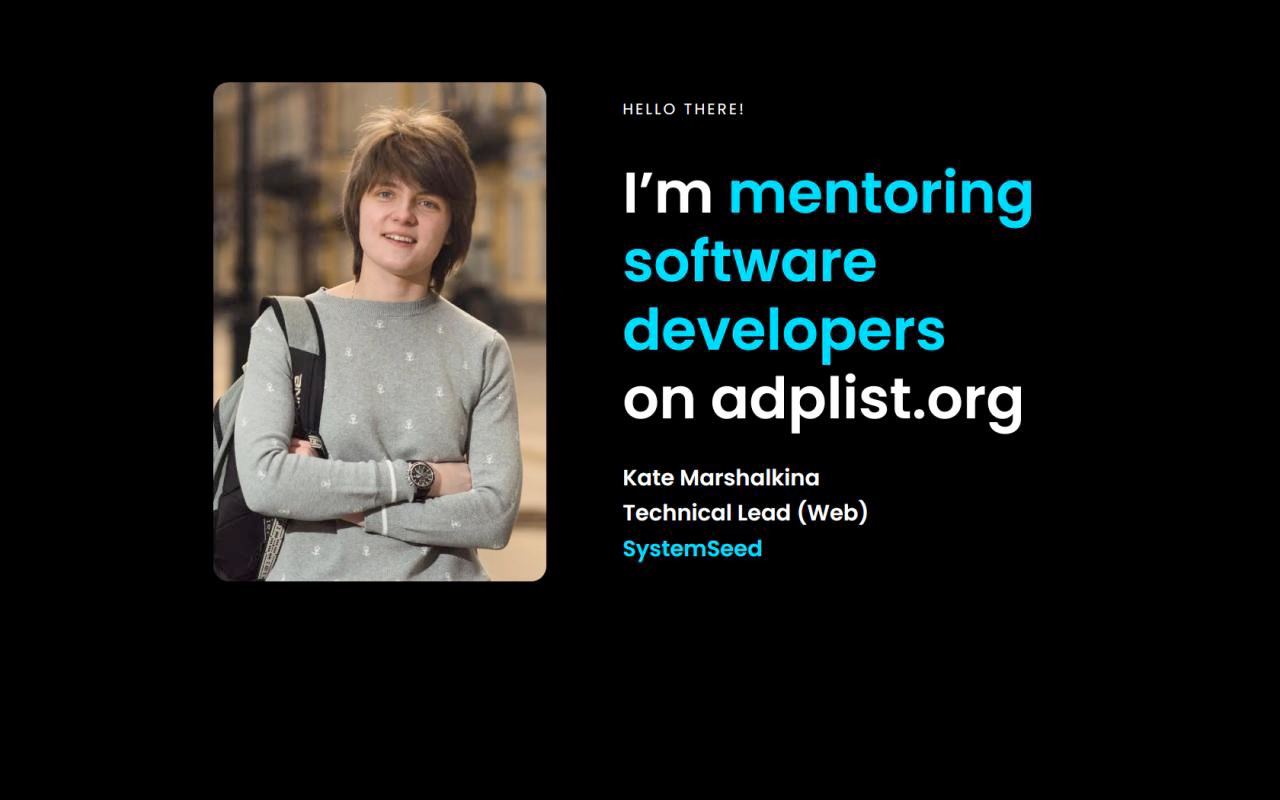 HELLO THERE!
I’m mentoring
software
developers
on adplist.org
Kate Marshalkina
Technical Lead (Web)
SystemSeed